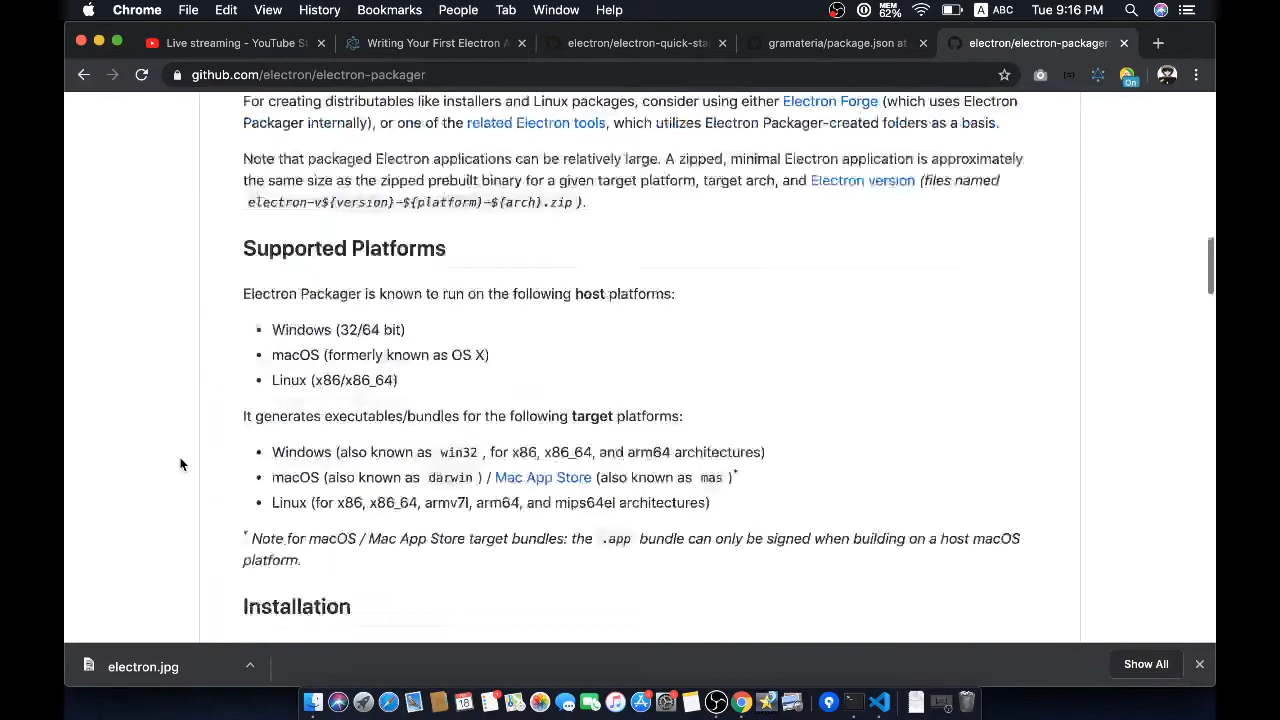 Chrome File Edit View History Bookmarks People Tab Window Help MEM 62% A ABC Tue 9:16 PM
Live streaming - YouTube St Writing Your First Electron A electron/electron-quick-sta gramateria/package.json at electron/electron-packager:
github.com/electron/electron-packager On
For creating distributables like installers and Linux packages, consider using either Electron Forge (which uses Electron
Packager internally), or one of the related Electron tools, which utilizes Electron Packager-created folders as a basis.
Note that packaged Electron applications can be relatively large. A zipped, minimal Electron application is approximately
the same size as the zipped prebuilt binary for a given target platform, target arch, and Electron version (files named
electron-v${version}-${platform}-${arch}.zip ).
Supported Platforms
Electron Packager is known to run on the following host platforms:
• Windows (32/64 bit)
• macOS (formerly known as OS X)
• Linux (x86/x86_64)
It generates executables/bundles for the following target platforms:
• Windows (also known as win32 , for x86, x86_64, and arm64 architectures)
• macOS (also known as darwin ) / Mac App Store (also known as mas )*
• Linux (for x86, x86_64, armv7l, arm64, and mips64el architectures)
* Note for macOS / Mac App Store target bundles: the .app bundle can only be signed when building on a host macOS
platform.
Installation
electron.jpg Show All
18